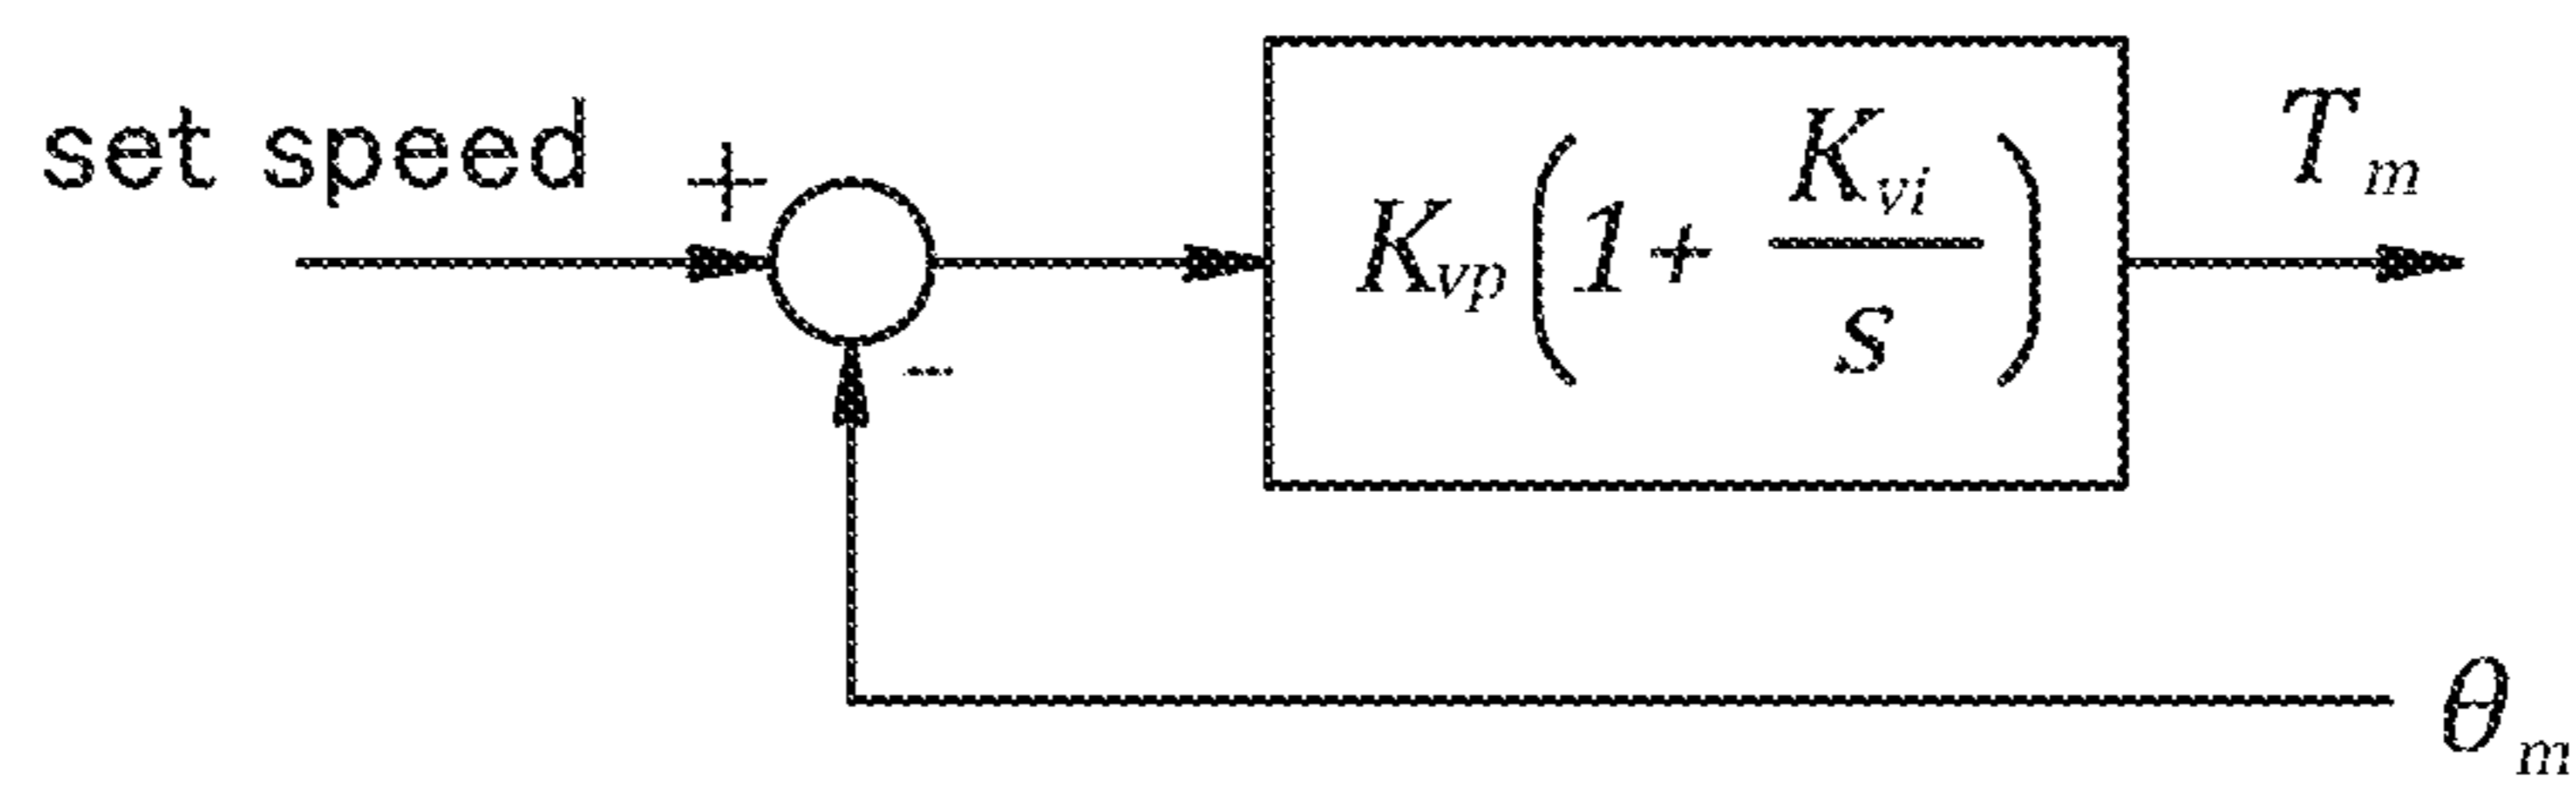 set speed
+
K_vp(1+ K_vi/s)
T_m
-
θ_m